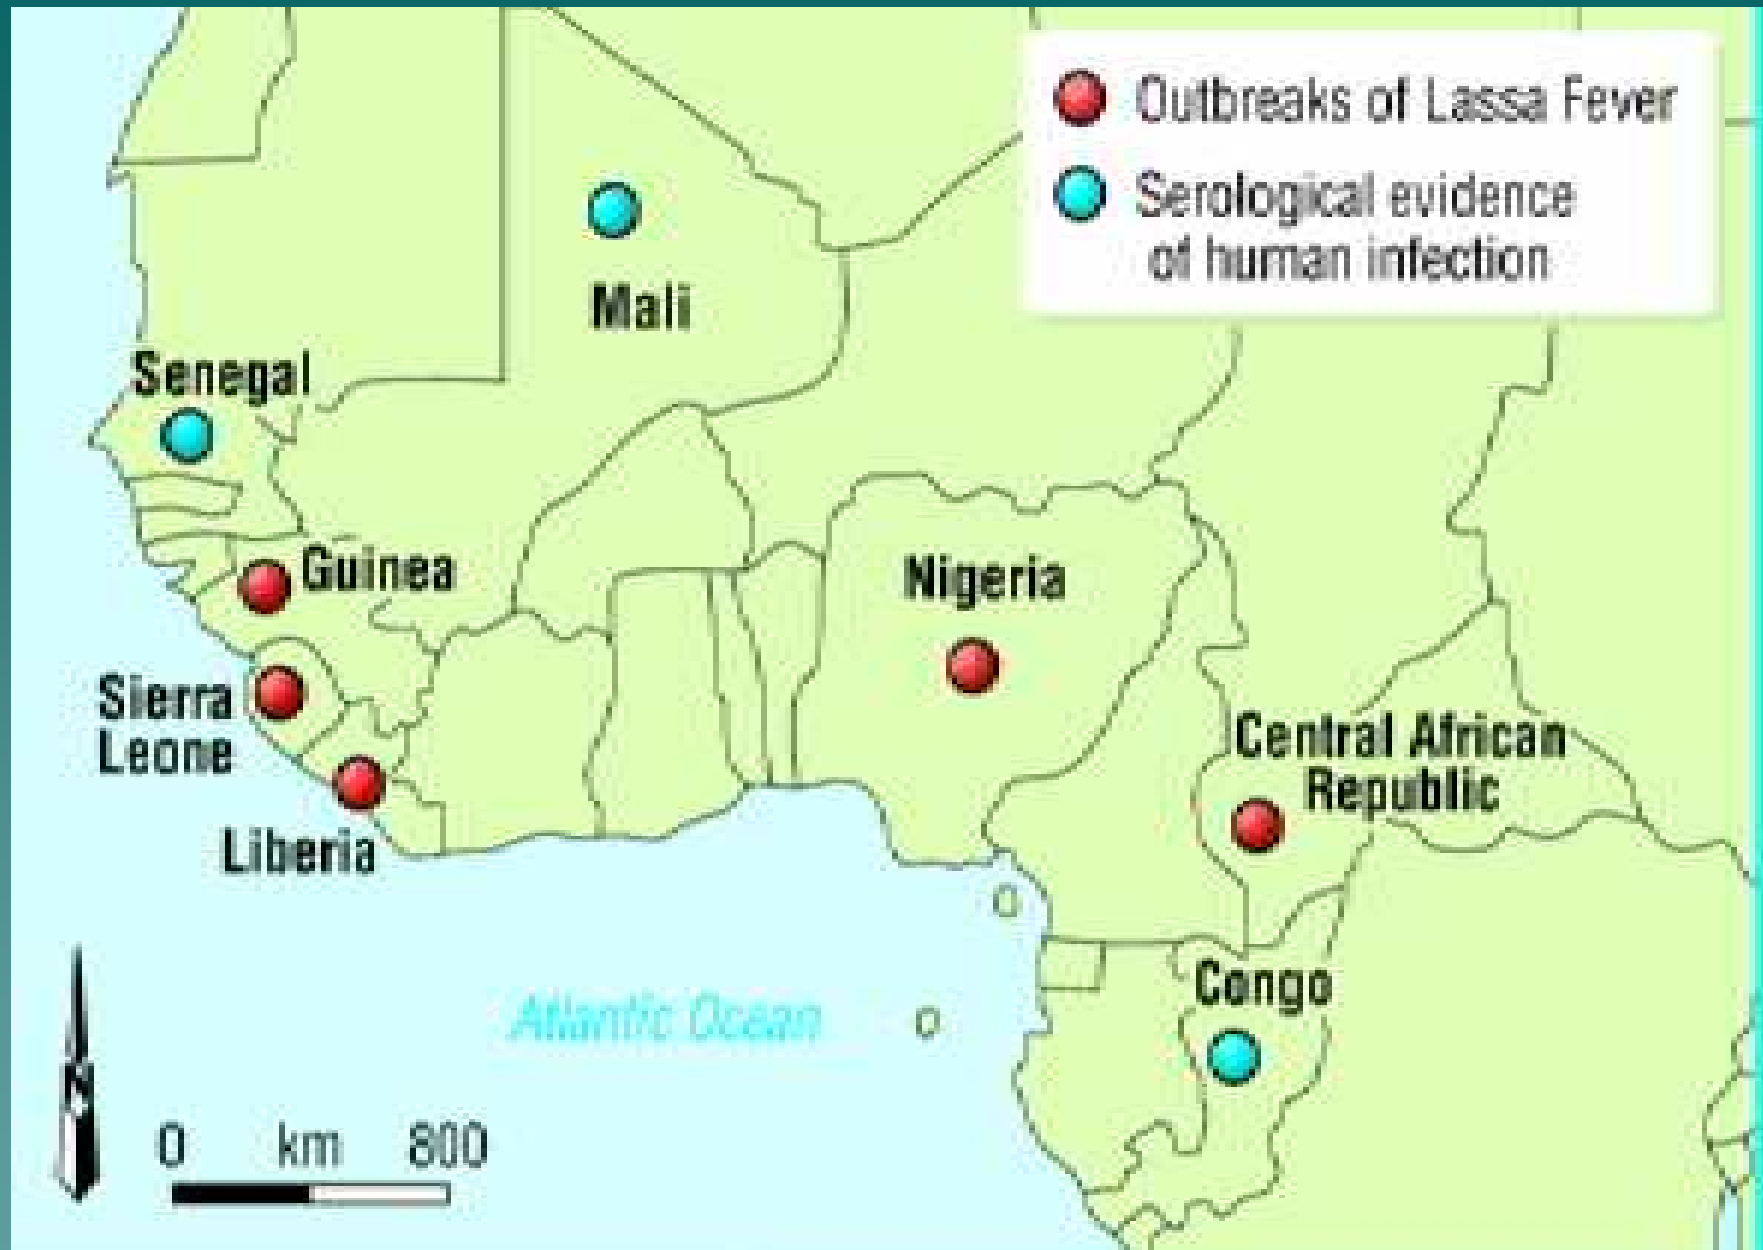 Outbreaks of Lassa Fever
Serological evidence
of human infection
Mali
Senegal
Guinea
Nigeria
Sierra
Leone
Central African
Republic
Liberia
Congo
Atlantic Ocean
N
0 km 800